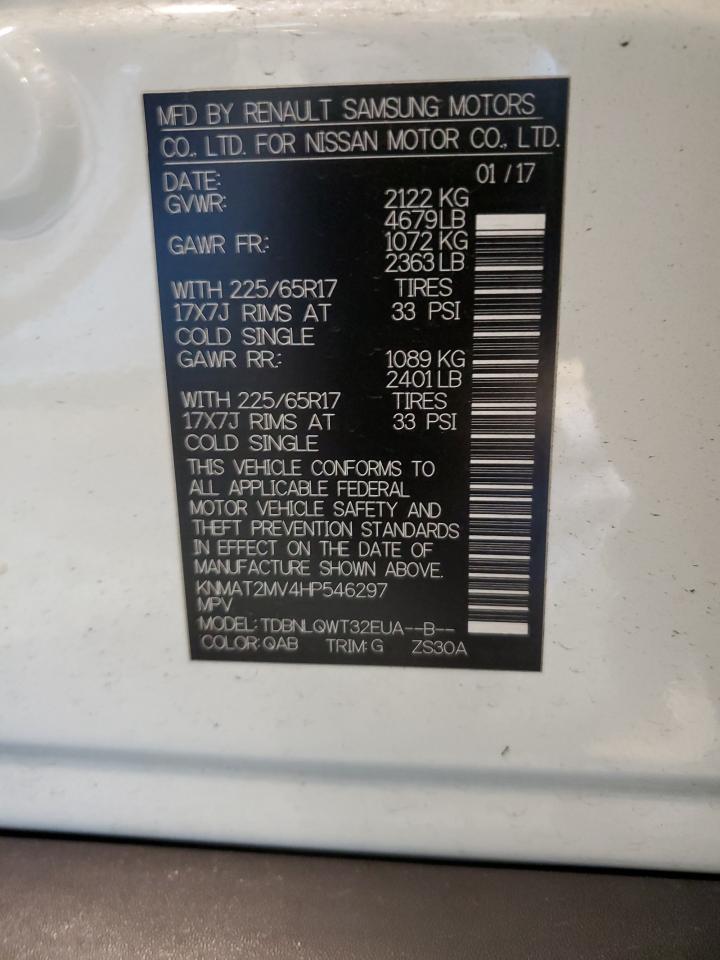 MFD BY RENAULT SAMSUNG MOTORS
CO., LTD. FOR NISSAN MOTOR CO., LTD.
DATE: 01 / 17
GVWR: 2122 KG
4679 LB
GAWR FR.: 1072 KG
2363 LB
WITH 225/65R17 TIRES
17X7J RIMS AT 33 PSI
COLD SINGLE
GAWR RR.: 1089 KG
2401 LB
WITH 225/65R17 TIRES
17X7J RIMS AT 33 PSI
COLD SINGLE
THIS VEHICLE CONFORMS TO
ALL APPLICABLE FEDERAL
MOTOR VEHICLE SAFETY AND
THEFT PREVENTION STANDARDS
IN EFFECT ON THE DATE OF
MANUFACTURE SHOWN ABOVE.
KNMAT2MV4HP546297
MPV
MODEL: TDBNLQWT32EUA--B--
COLOR: QAB TRIM: G ZS30A